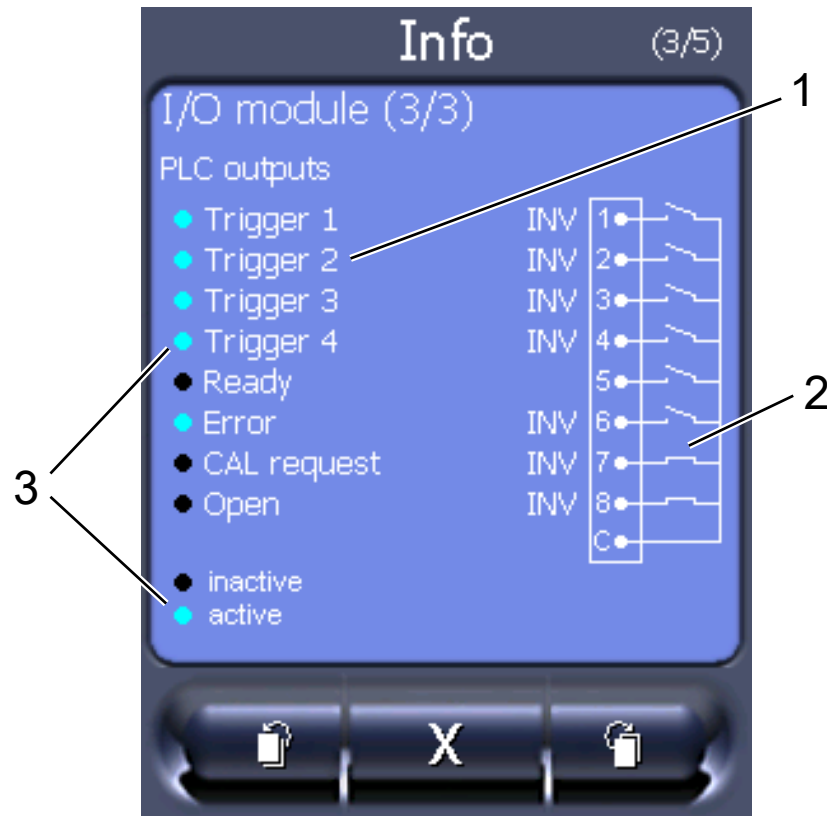 Info (3/5)
I/O module (3/3)
1
PLC outputs
Trigger 1 INV 1
Trigger 2 INV 2
Trigger 3 INV 3
Trigger 4 INV 4
Ready 5
Error INV 6
2
CAL request INV 7
3
Open INV 8
C
inactive
active
X